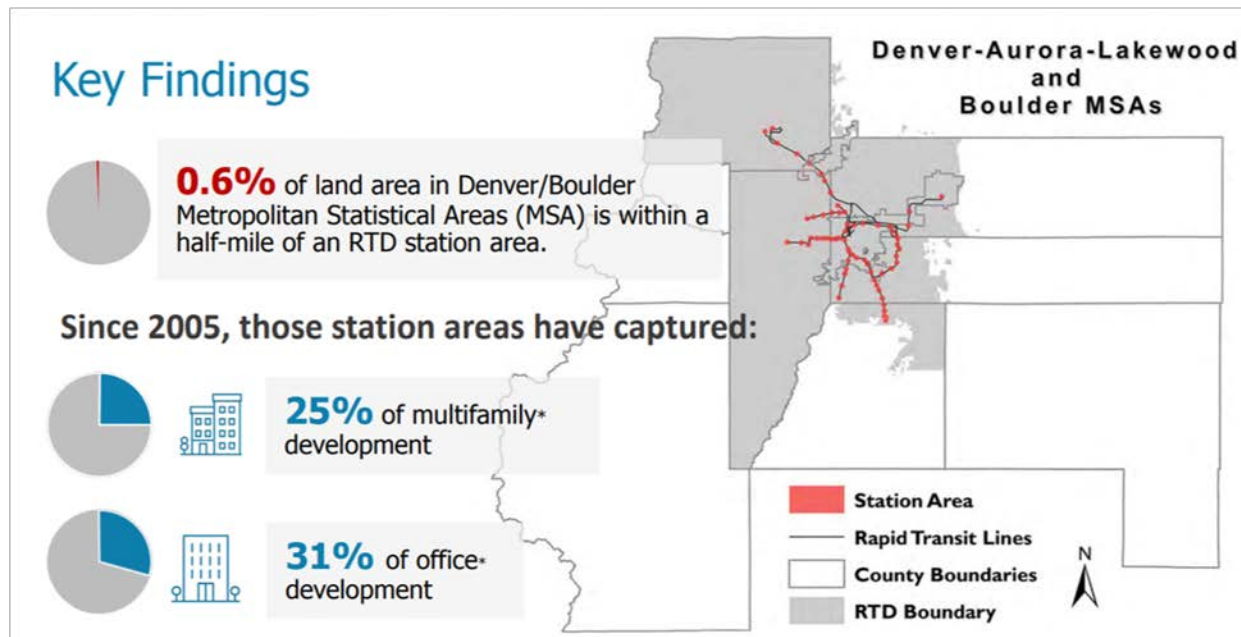 Key Findings
Denver-Aurora-Lakewood
and
Boulder MSAs
0.6% of land area in Denver/Boulder
Metropolitan Statistical Areas (MSA) is within a
half-mile of an RTD station area.
Since 2005, those station areas have captured:
25% of multifamily*
development
31% of office*
development
Station Area
Rapid Transit Lines
County Boundaries
RTD Boundary
N